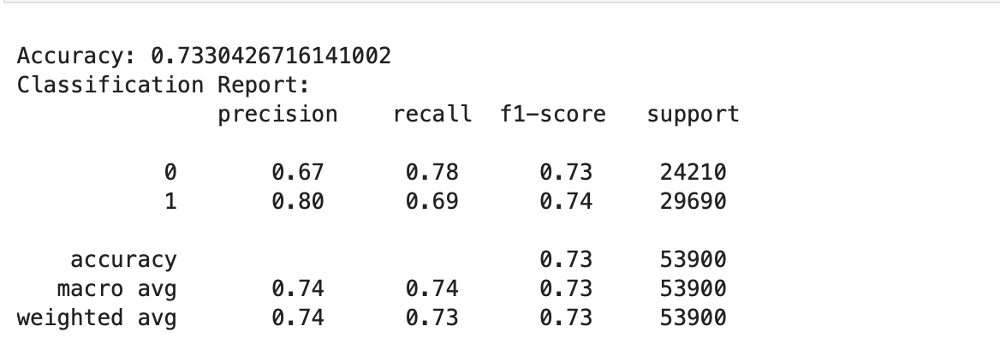 Accuracy: 0.7330426716141002
Classification Report:
precision recall f1-score support
0 0.67 0.78 0.73 24210
1 0.80 0.69 0.74 29690
accuracy 0.73 53900
macro avg 0.74 0.74 0.73 53900
weighted avg 0.74 0.73 0.73 53900